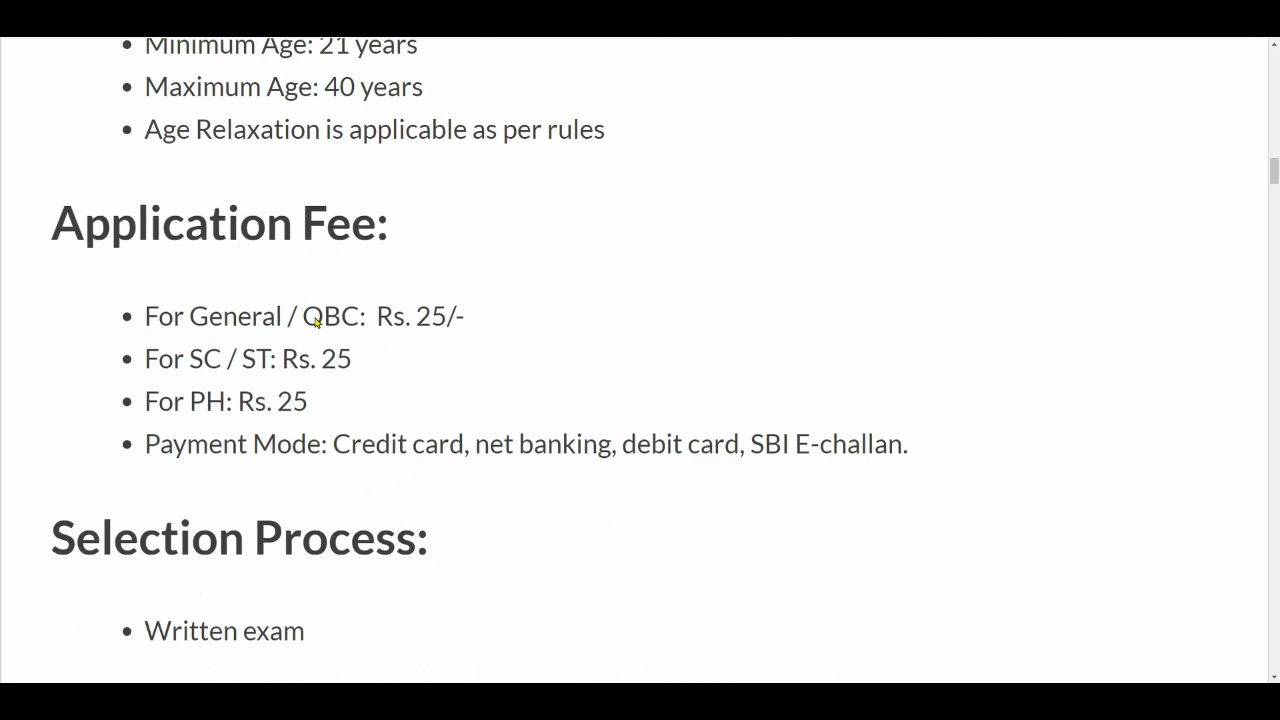 Minimum Age: 21 years
Maximum Age: 40 years
Age Relaxation is applicable as per rules
Application Fee:
For General / OBC: Rs. 25/-
For SC / ST: Rs. 25
For PH: Rs. 25
Payment Mode: Credit card, net banking, debit card, SBI E-challan.
Selection Process:
Written exam